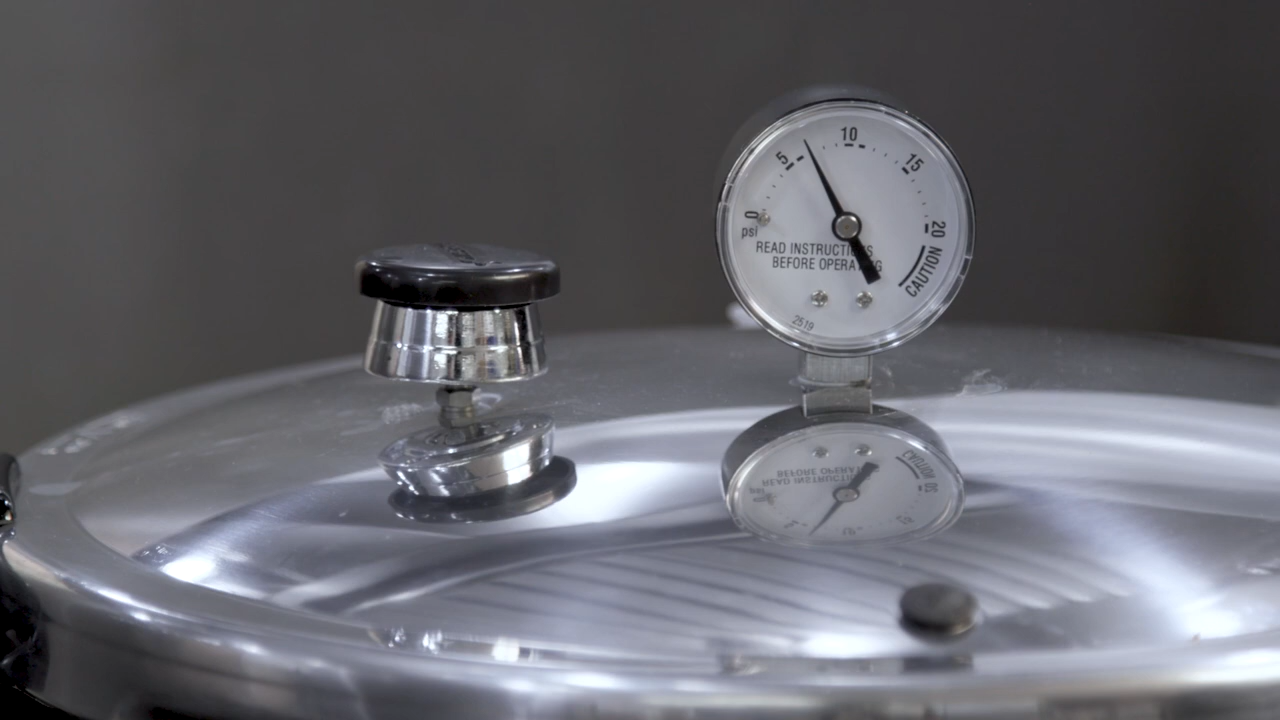 10
5
15
0
20
psi
READ INSTRUCTIONS
BEFORE OPERATING
CAUTION
2519